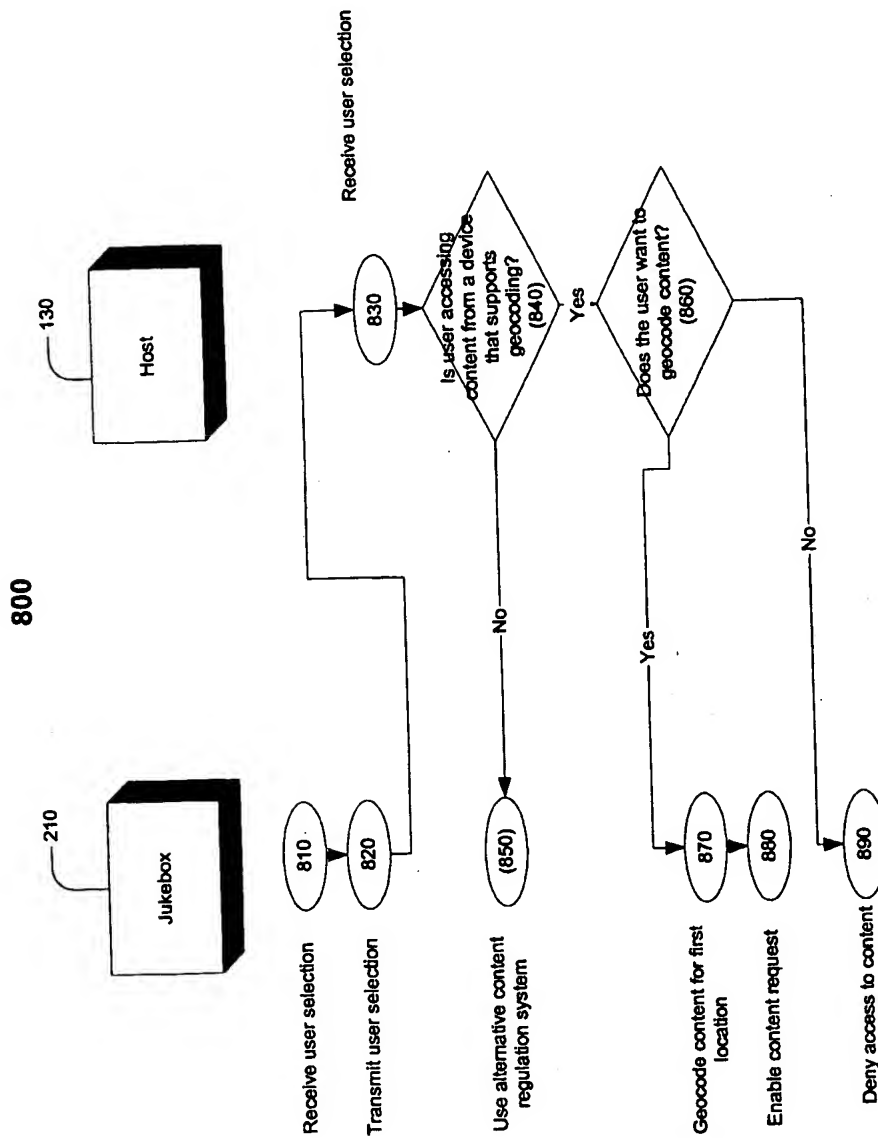 800
210
130
Jukebox
Host
Receive user selection
810
Transmit user selection
820
830
Receive user selection
Is user accessing
content from a device
that supports
geocoding?
(840)
No
Yes
Use alternative content
regulation system
(850)
Does the user want to
geocode content?
(860)
Yes
No
Geocode content for first
location
870
Enable content request
880
Deny access to content
890